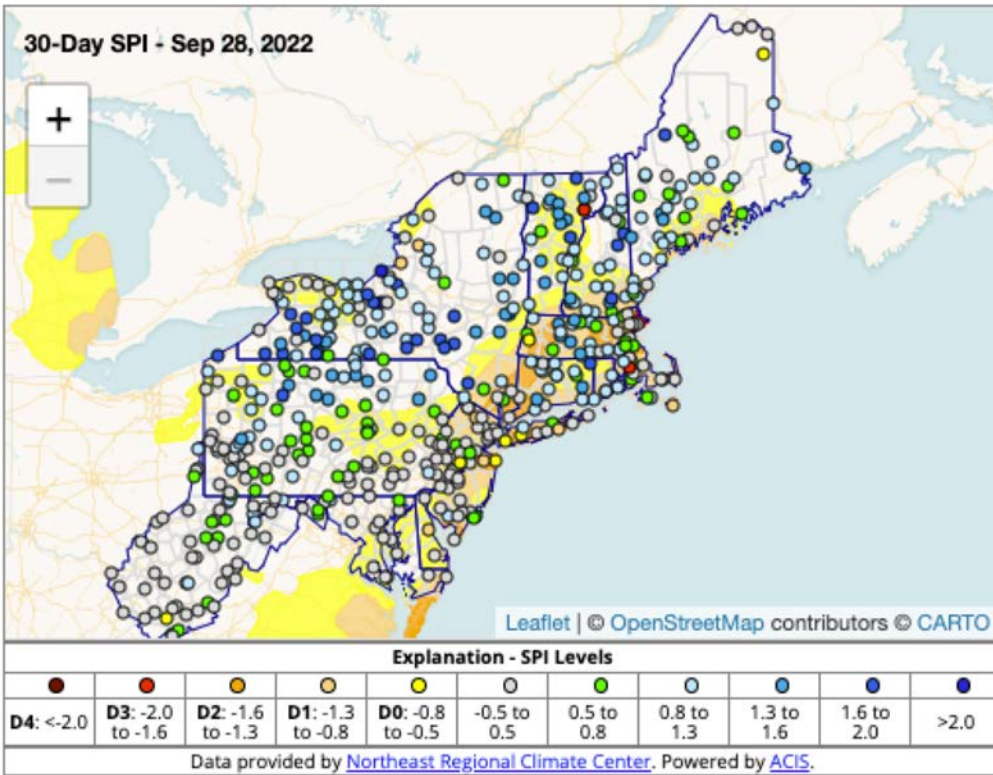 30-Day SPI - Sep 28, 2022
+
−
Leaflet | © OpenStreetMap contributors © CARTO
Explanation - SPI Levels
D4: <-2.0
D3: -2.0
to -1.6
D2: -1.6
to -1.3
D1: -1.3
to -0.8
D0: -0.8
to -0.5
-0.5 to
0.5
0.5 to
0.8
0.8 to
1.3
1.3 to
1.6
1.6 to
2.0
>2.0
Data provided by Northeast Regional Climate Center. Powered by ACIS.